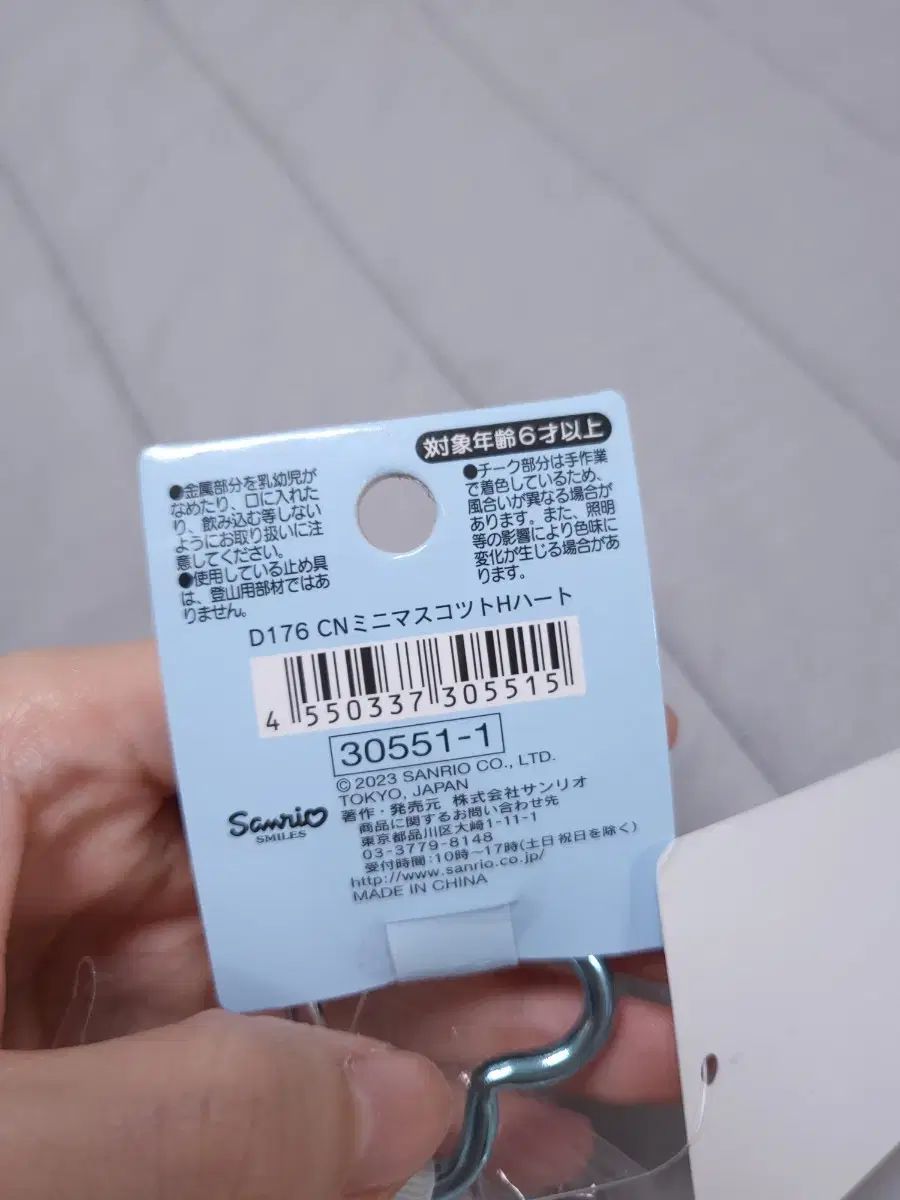 対象年齢6才以上
●金属部分を乳幼児が
なめたり、口に入れた
り、飲み込む等しない
ようにお取り扱いに注
意してください。
●使用している止め具
は、登山用部材ではあ
りません。
●チーク部分は手作業
で着色しているため、
風合いが異なる場合が
あります。また、照明
等の影響により色味に
変化が生じる場合があ
ります。
D176 CNミニマスコットHハート
4 550337 305515
30551-1
© 2023 SANRIO CO., LTD.
TOKYO, JAPAN
著作・発売元 株式会社サンリオ
商品に関するお問い合わせ先
東京都品川区大崎1-11-1
03-3779-8148
受付時間:10時~17時(土日祝日を除く)
http://www.sanrio.co.jp/
MADE IN CHINA
Sanrio
SMILES